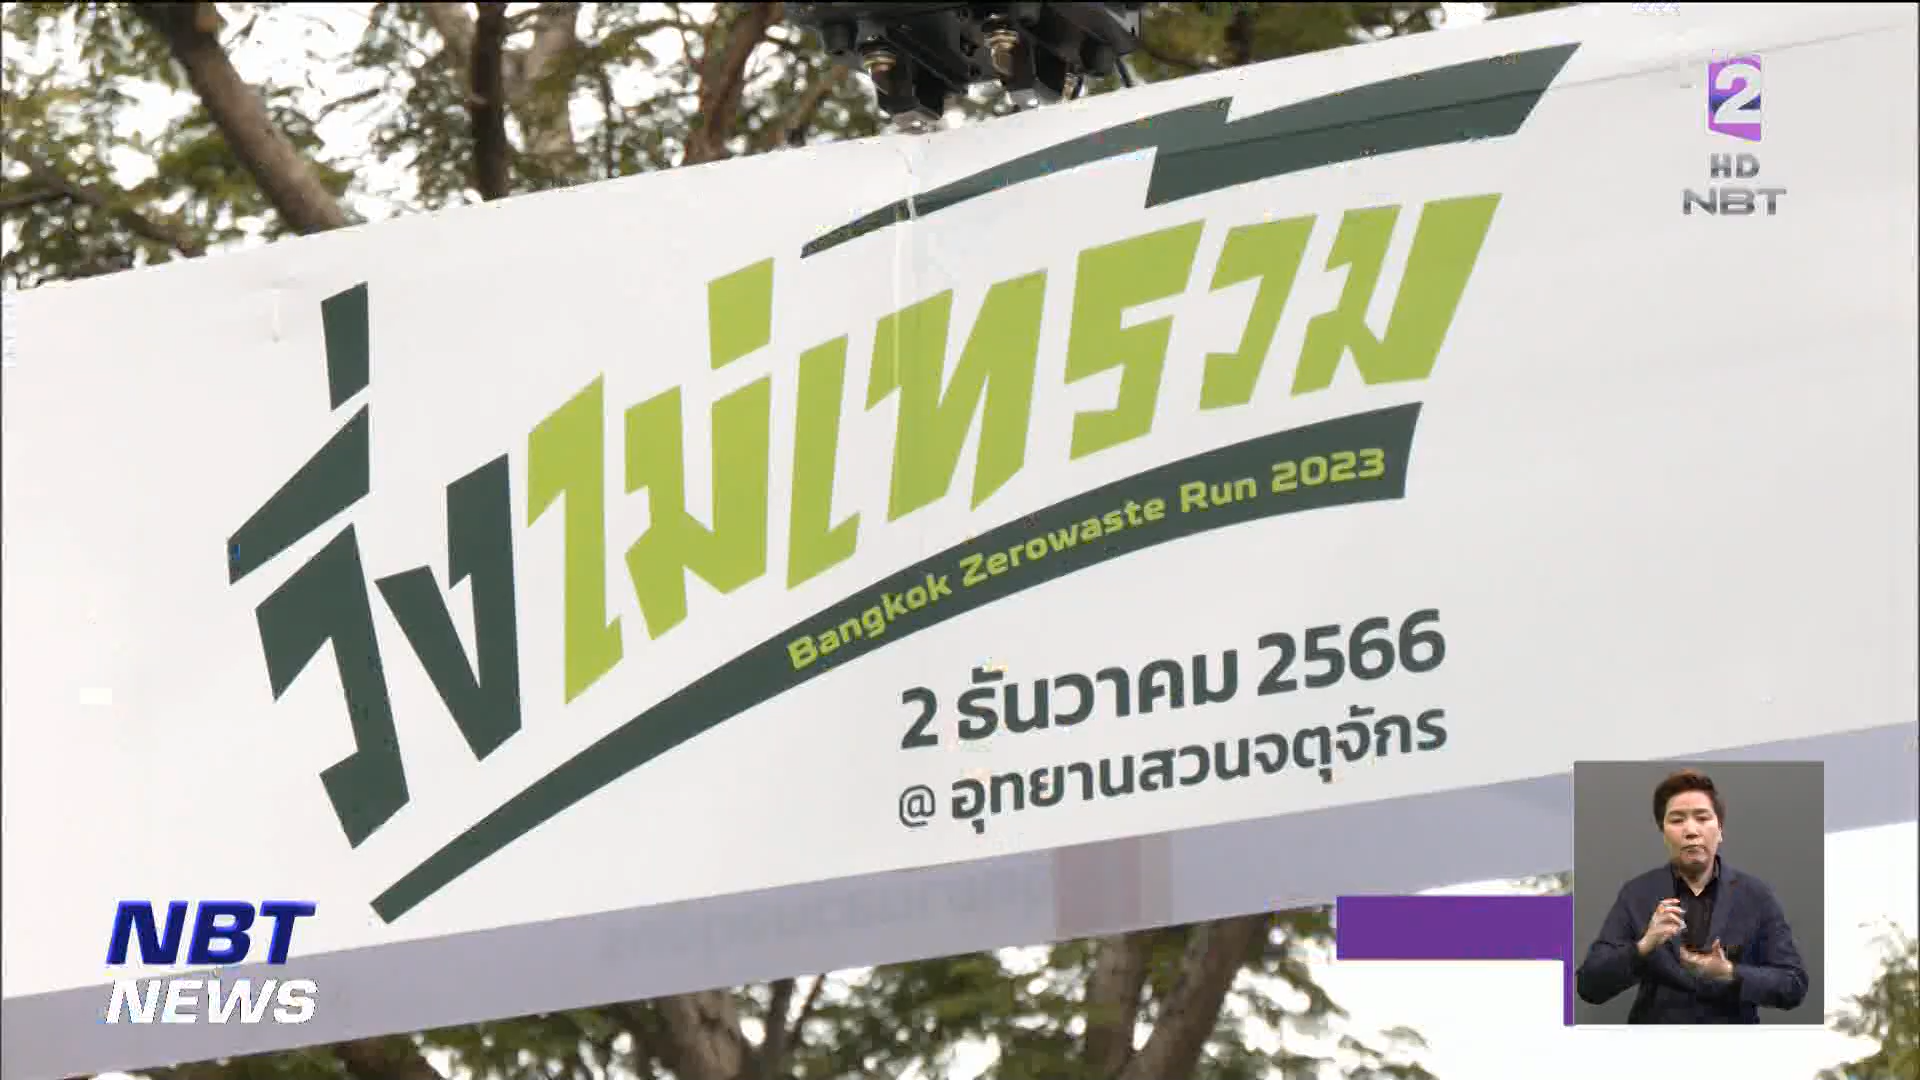 2
HD
NBT
วิ่งไม่เทรวม
Bangkok Zerowaste Run 2023
2 ธันวาคม 2566
@ อุทยานสวนจตุจักร
NBT
NEWS